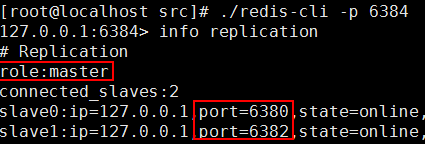 [root@localhost src]# ./redis-cli -p 6384
127.0.0.1:6384> info replication
# Replication
role:master
connected_slaves:2
slave0:ip=127.0.0.1,port=6380,state=online,
slave1:ip=127.0.0.1,port=6382,state=online,